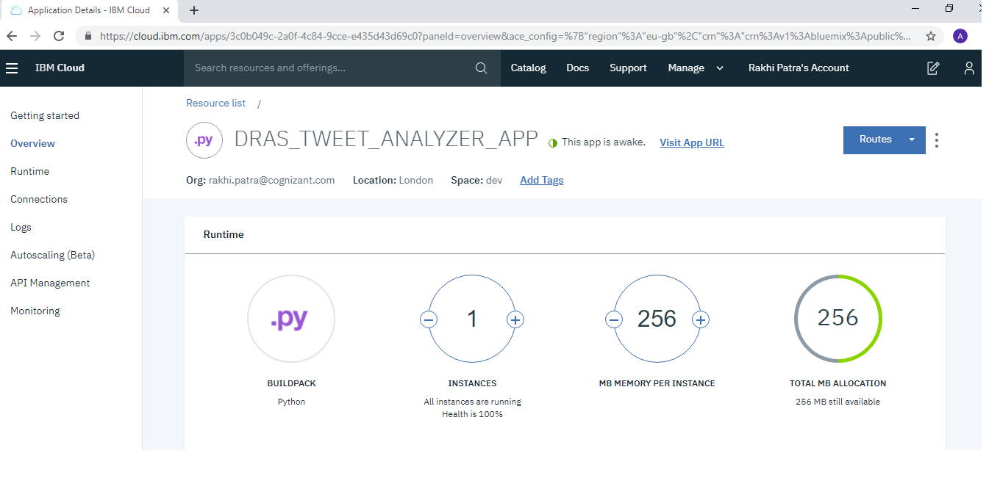 Application Details - IBM Cloud
https://cloud.ibm.com/apps/3c0b049c-2a0f-4c84-9cce-e435d43d69c0?paneId=overview&ace_config=%7B"region"%3A"eu-gb"%2C"crn"%3A"crn%3Av1%3Abluemix%3Apublic%... A
IBM Cloud Search resources and offerings... Catalog Docs Support Manage Rakhi Patra's Account
Resource list /
Getting started
Overview
Runtime
Connections
Logs
Autoscaling (Beta)
API Management
Monitoring
.py DRAS_TWEET_ANALYZER_APP This app is awake. Visit App URL Routes
Org: rakhi.patra@cognizant.com Location: London Space: dev Add Tags
Runtime
.py 1 256 256
BUILDPACK INSTANCES MB MEMORY PER INSTANCE TOTAL MB ALLOCATION
Python All instances are running 256 MB still available
Health is 100%